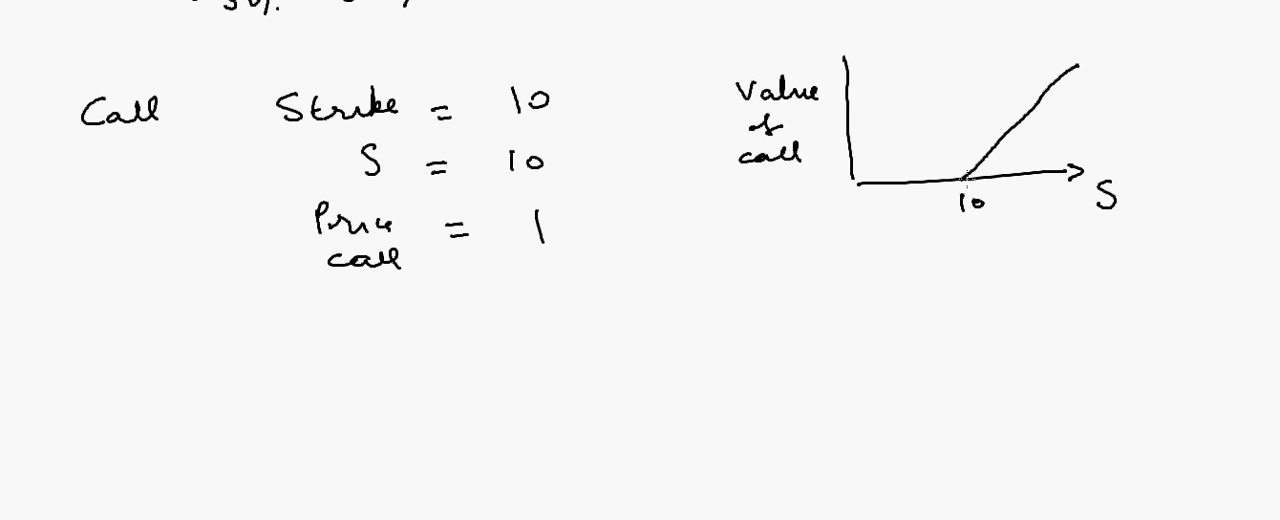 Call Strike = 10
S = 10
Price call = 1
Value of call
10
S